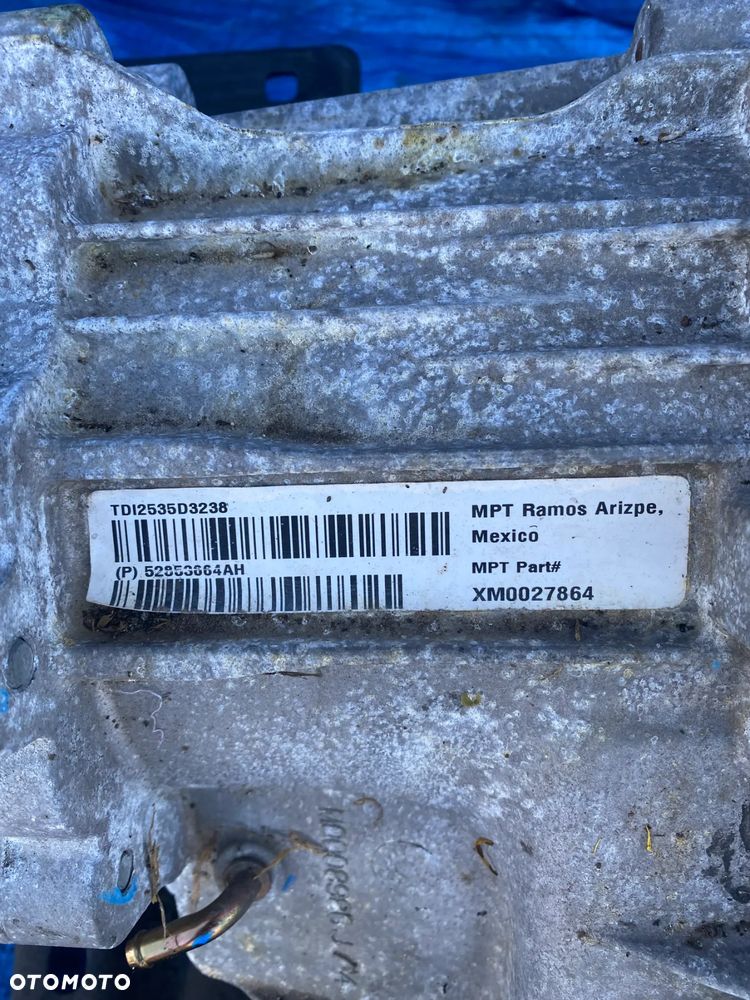 TDI2535D3238
(P) 52853664AH
MPT Ramos Arizpe,
Mexico
MPT Part#
XM0027864
OTOMOTO